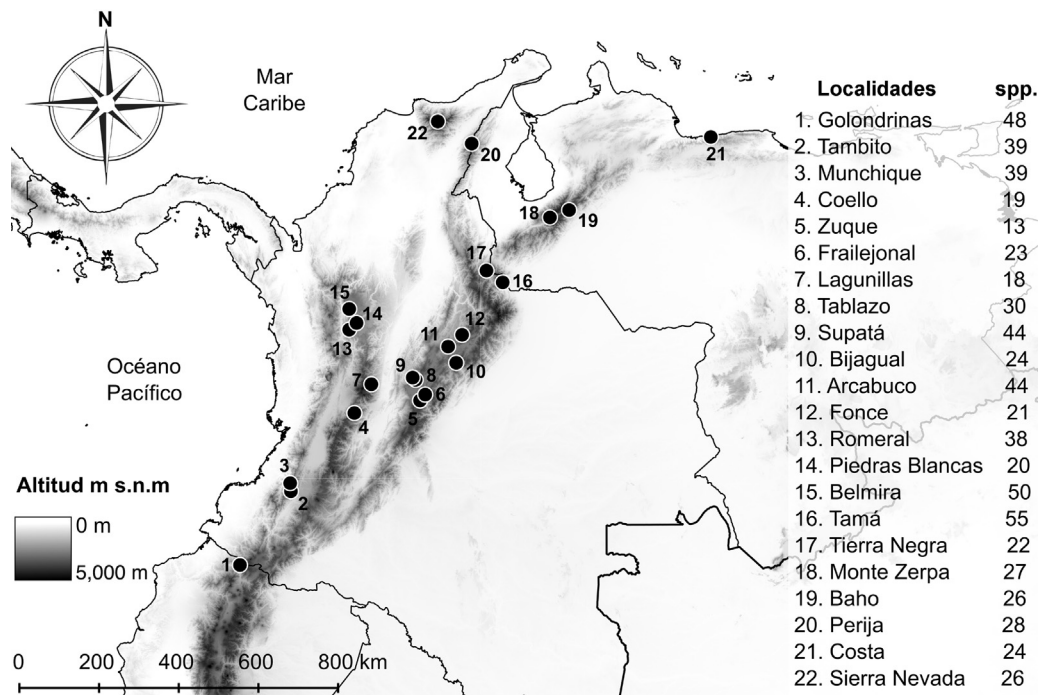 N
Mar
Caribe
22
20
21
18
19
17
16
15
14
13
12
11
10
9
8
7
6
5
4
3
2
1
Océano
Pacífico
Altitud m s.n.m
0 m
5,000 m
0 200 400 600 800 km
Localidades spp.
1. Golondrinas 48
2. Tambito 39
3. Munchique 39
4. Coello 19
5. Zuque 13
6. Frailejonal 23
7. Lagunillas 18
8. Tablazo 30
9. Supatá 44
10. Bijagual 24
11. Arcabuco 44
12. Fonce 21
13. Romeral 38
14. Piedras Blancas 20
15. Belmira 50
16. Tamá 55
17. Tierra Negra 22
18. Monte Zerpa 27
19. Baho 26
20. Perija 28
21. Costa 24
22. Sierra Nevada 26